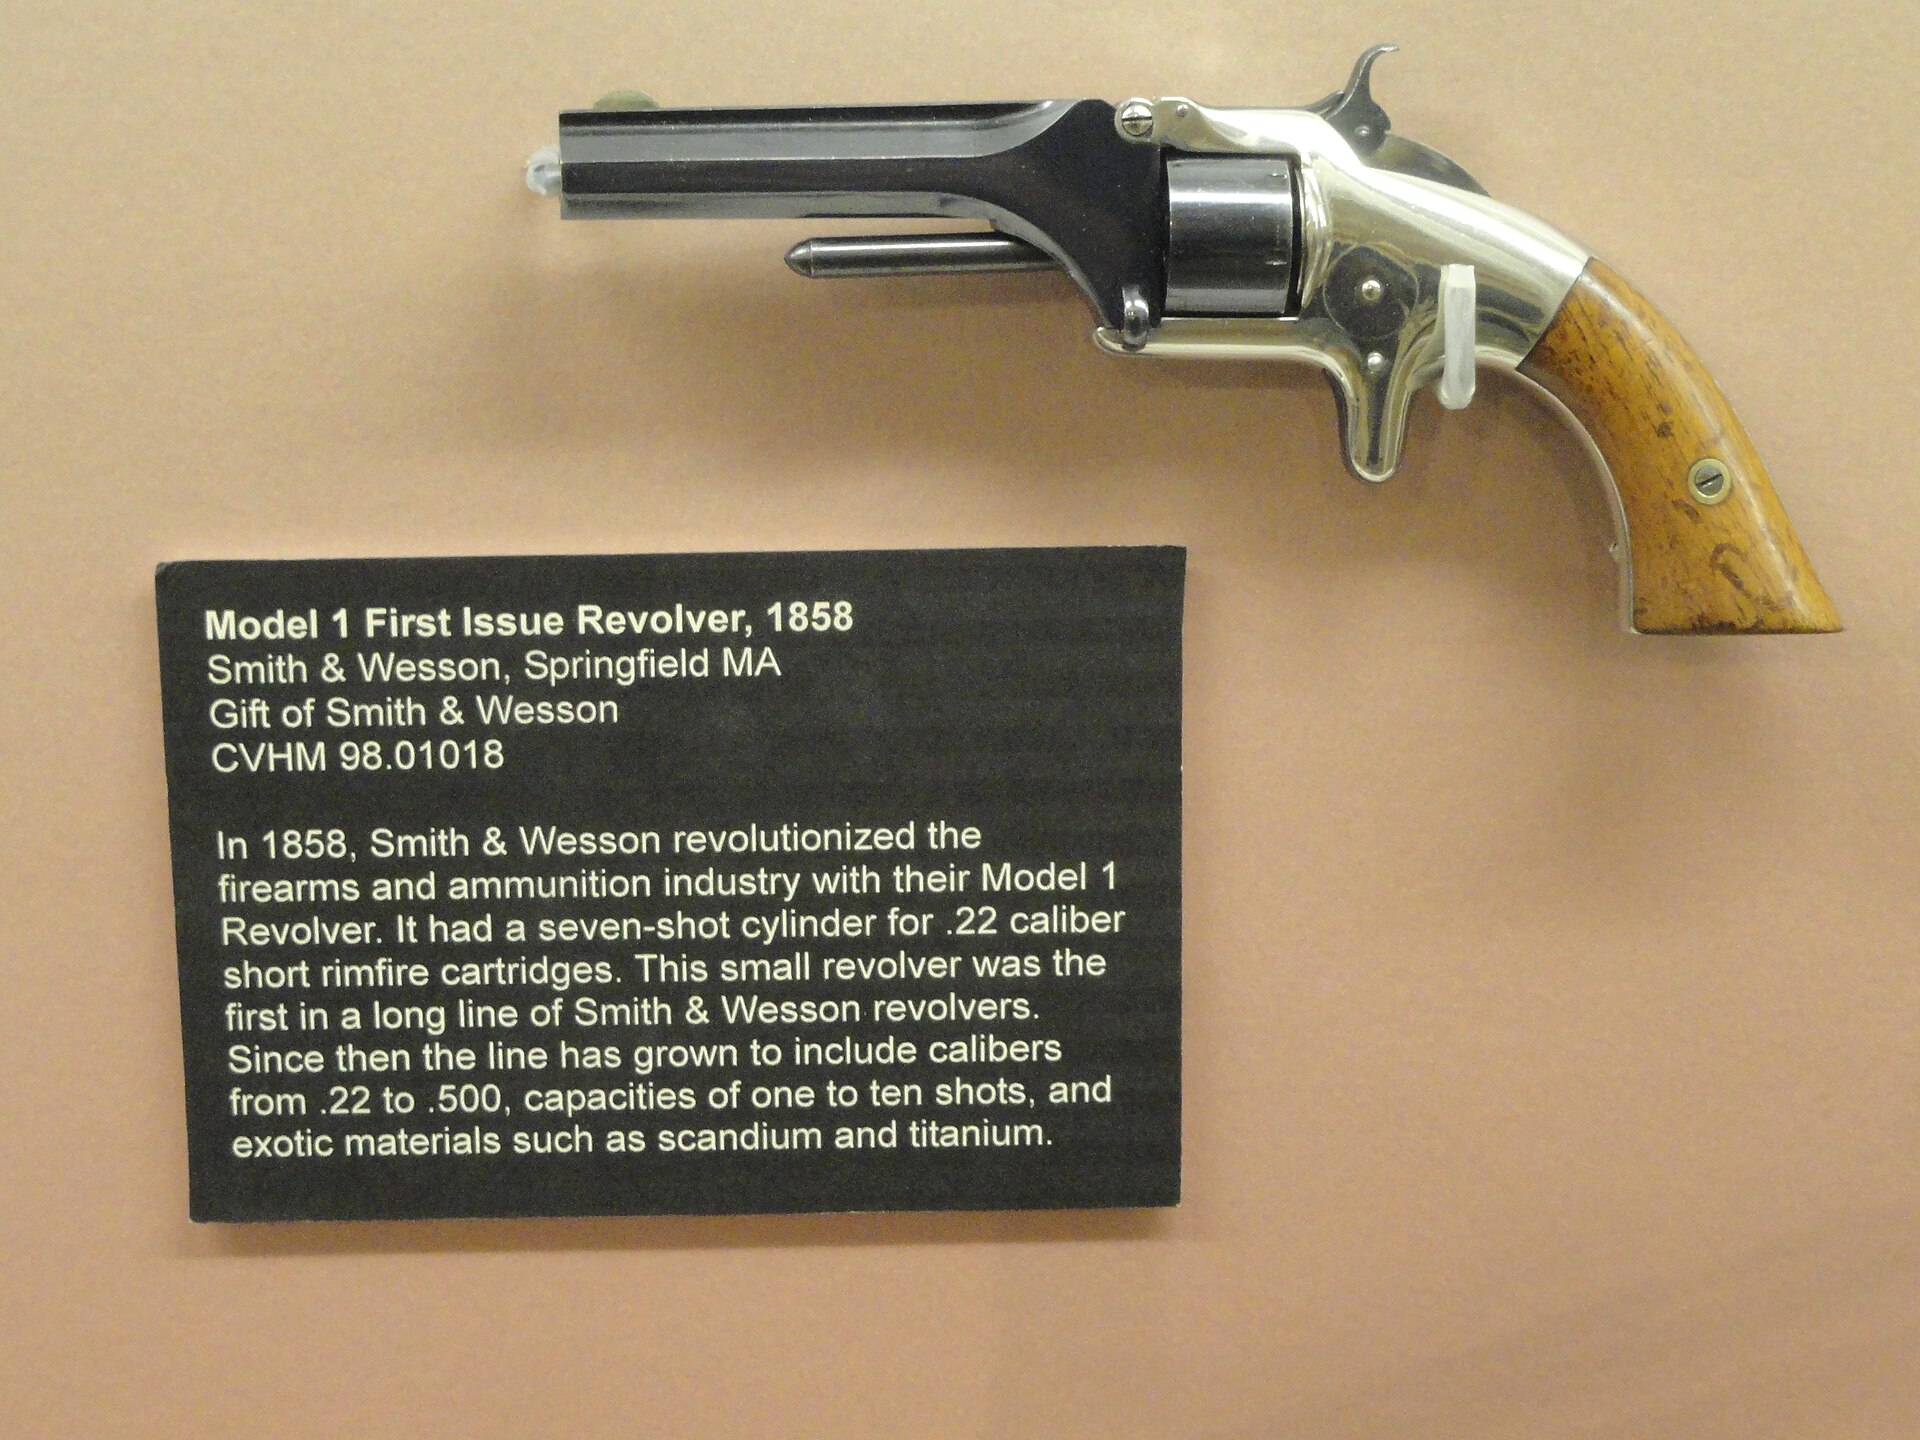 Model 1 First Issue Revolver, 1858
Smith & Wesson, Springfield MA
Gift of Smith & Wesson
CVHM 98.01018
In 1858, Smith & Wesson revolutionized the
firearms and ammunition industry with their Model 1
Revolver. It had a seven-shot cylinder for .22 caliber
short rimfire cartridges. This small revolver was the
first in a long line of Smith & Wesson revolvers.
Since then the line has grown to include calibers
from .22 to .500, capacities of one to ten shots, and
exotic materials such as scandium and titanium.